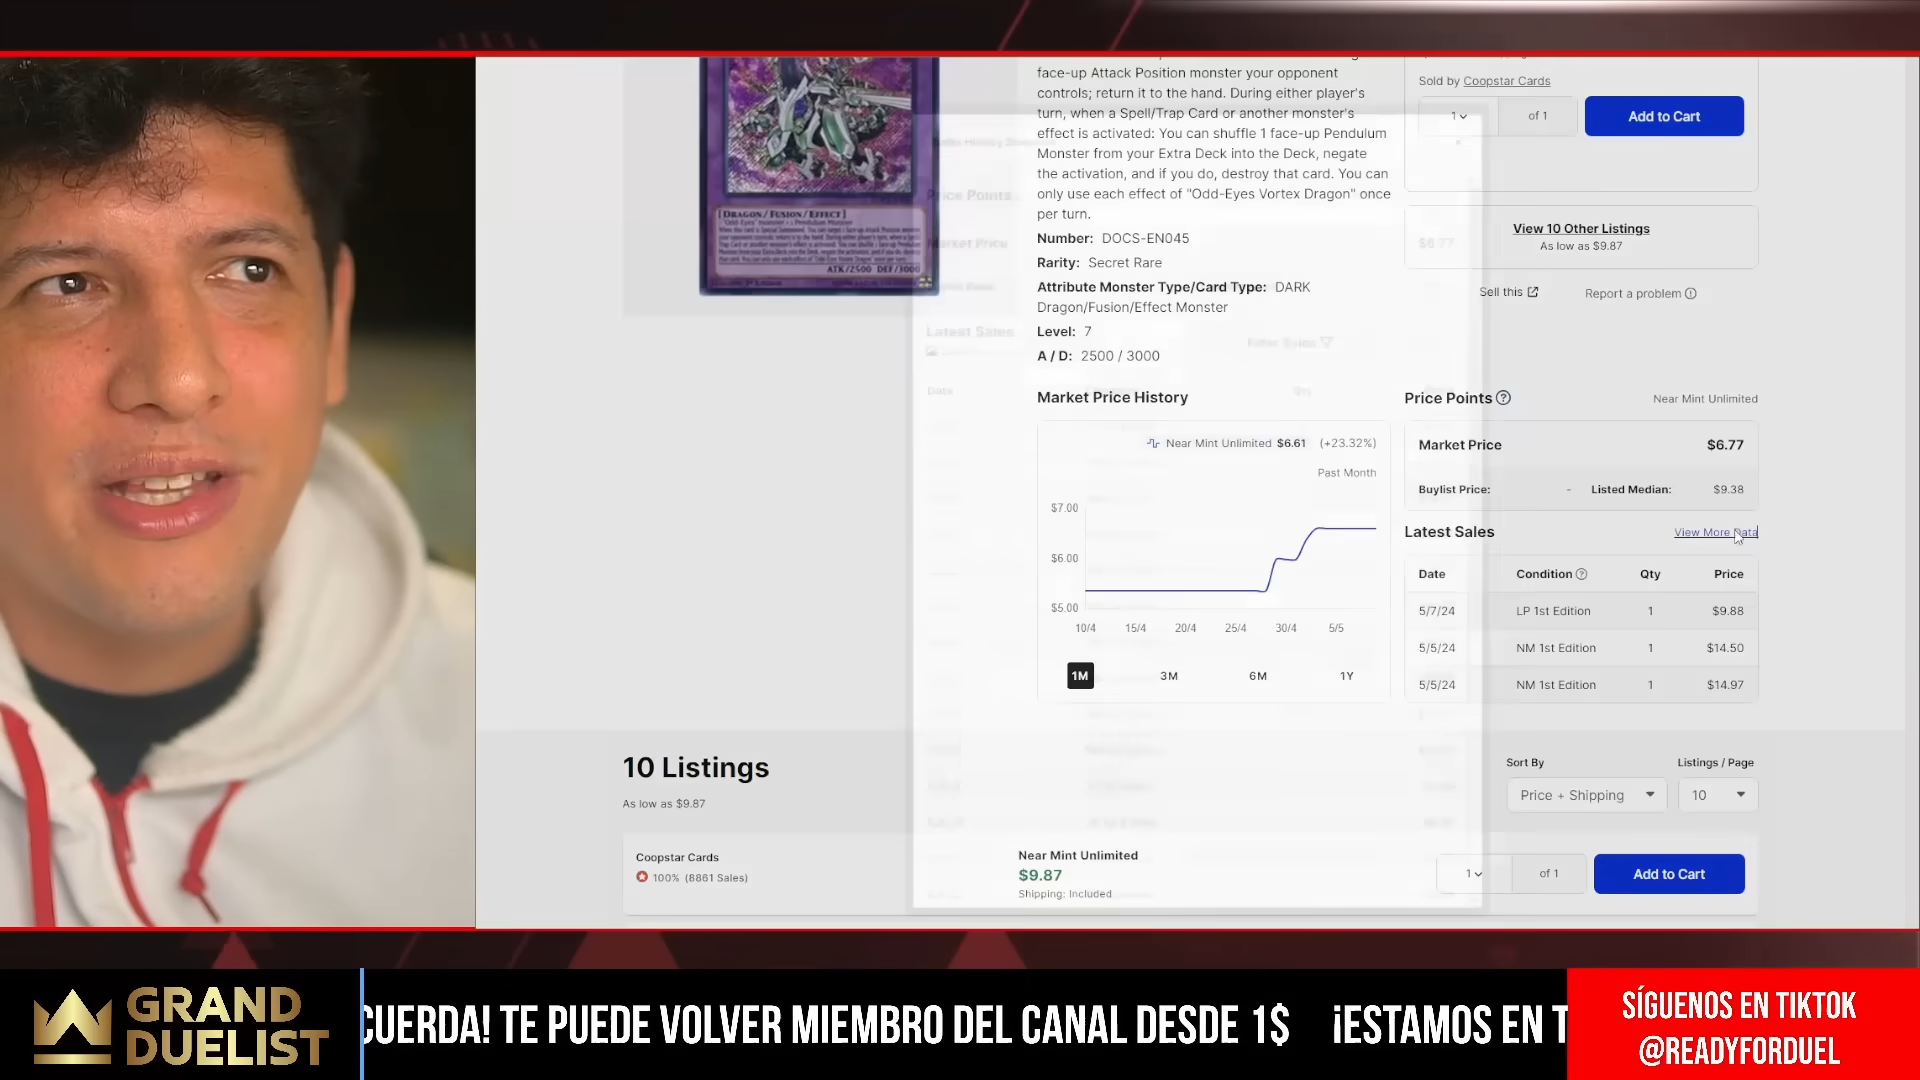 face-up Attack Position monster your opponent
controls; return it to the hand. During either player's
turn, when a Spell/Trap Card or another monster's
effect is activated: You can shuffle 1 face-up Pendulum
Monster from your Extra Deck into the Deck, negate
the activation, and if you do, destroy that card. You can
only use each effect of "Odd-Eyes Vortex Dragon" once
per turn.
Number: DOCS-EN045
Rarity: Secret Rare
Attribute Monster Type/Card Type: DARK
Dragon/Fusion/Effect Monster
Level: 7
A / D: 2500 / 3000
[DRAGON/FUSION/EFFECT]
ATK/2500 DEF/3000
Sold by Coopstar Cards
1 of 1 Add to Cart
View 10 Other Listings
As low as $9.87
Sell this Report a problem
Price Points
Market Price $6.77
Latest Sales
Date
Qty
Market Price History
Near Mint Unlimited $6.61 (+23.32%)
Past Month
$7.00
$6.00
$5.00
10/4 15/4 20/4 25/4 30/4 5/5
1M 3M 6M 1Y
Price Points Near Mint Unlimited
Market Price $6.77
Buylist Price: - Listed Median: $9.38
Latest Sales View More Data
Date Condition Qty Price
5/7/24 LP 1st Edition 1 $9.88
5/5/24 NM 1st Edition 1 $14.50
5/5/24 NM 1st Edition 1 $14.97
10 Listings
As low as $9.87
Sort By Listings / Page
Price + Shipping 10
Coopstar Cards
100% (8861 Sales)
Near Mint Unlimited
$9.87
Shipping: Included
1 of 1 Add to Cart
GRAND
DUELIST
CUERDA! TE PUEDE VOLVER MIEMBRO DEL CANAL DESDE 1$ ¡ESTAMOS EN T
SÍGUENOS EN TIKTOK
@READYFORDUEL